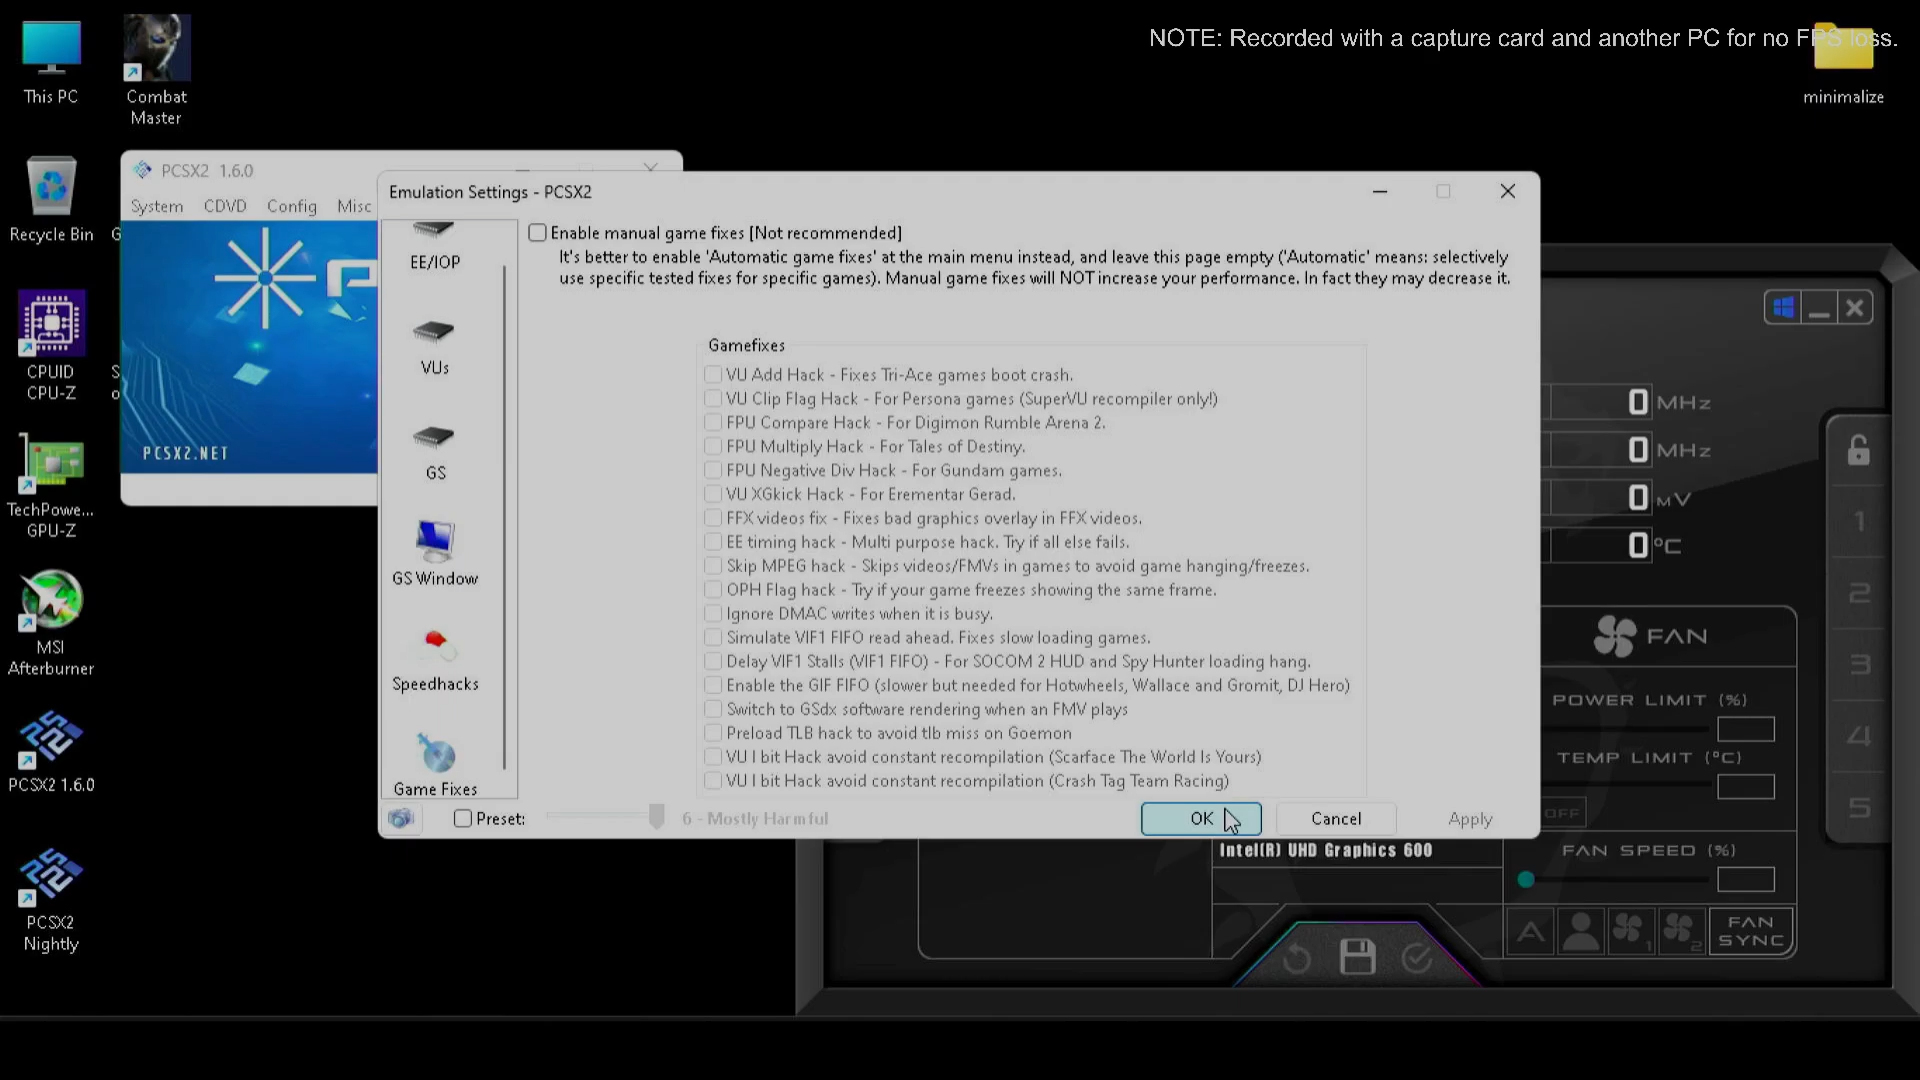 NOTE: Recorded with a capture card and another PC for no FPS loss.
This PC
Combat
Master
minimalize
Recycle Bin
G
CPUID
CPU-Z
S
o
TechPowe...
GPU-Z
MSI
Afterburner
PCSX2 1.6.0
PCSX2
Nightly
PCSX2 1.6.0
System CDVD Config Misc
PCSX2.NET
Emulation Settings - PCSX2
EE/IOP
VUs
GS
GS Window
Speedhacks
Game Fixes
Enable manual game fixes [Not recommended]
It's better to enable 'Automatic game fixes' at the main menu instead, and leave this page empty ('Automatic' means: selectively
use specific tested fixes for specific games). Manual game fixes will NOT increase your performance. In fact they may decrease it.
Gamefixes
VU Add Hack - Fixes Tri-Ace games boot crash.
VU Clip Flag Hack - For Persona games (SuperVU recompiler only!)
FPU Compare Hack - For Digimon Rumble Arena 2.
FPU Multiply Hack - For Tales of Destiny.
FPU Negative Div Hack - For Gundam games.
VU XGkick Hack - For Erementar Gerad.
FFX videos fix - Fixes bad graphics overlay in FFX videos.
EE timing hack - Multi purpose hack. Try if all else fails.
Skip MPEG hack - Skips videos/FMVs in games to avoid game hanging/freezes.
OPH Flag hack - Try if your game freezes showing the same frame.
Ignore DMAC writes when it is busy.
Simulate VIF1 FIFO read ahead. Fixes slow loading games.
Delay VIF1 Stalls (VIF1 FIFO) - For SOCOM 2 HUD and Spy Hunter loading hang.
Enable the GIF FIFO (slower but needed for Hotwheels, Wallace and Gromit, DJ Hero)
Switch to GSdx software rendering when an FMV plays
Preload TLB hack to avoid tlb miss on Goemon
VU I bit Hack avoid constant recompilation (Scarface The World Is Yours)
VU I bit Hack avoid constant recompilation (Crash Tag Team Racing)
Preset: 6 - Mostly Harmful
OK Cancel Apply
0 MHz
0 MHz
0 mV
0 °C
FAN
POWER LIMIT (%)
TEMP LIMIT (°C)
OFF
FAN SPEED (%)
Intel(R) UHD Graphics 600
A 1 2 FAN
SYNC
1
2
3
4
5